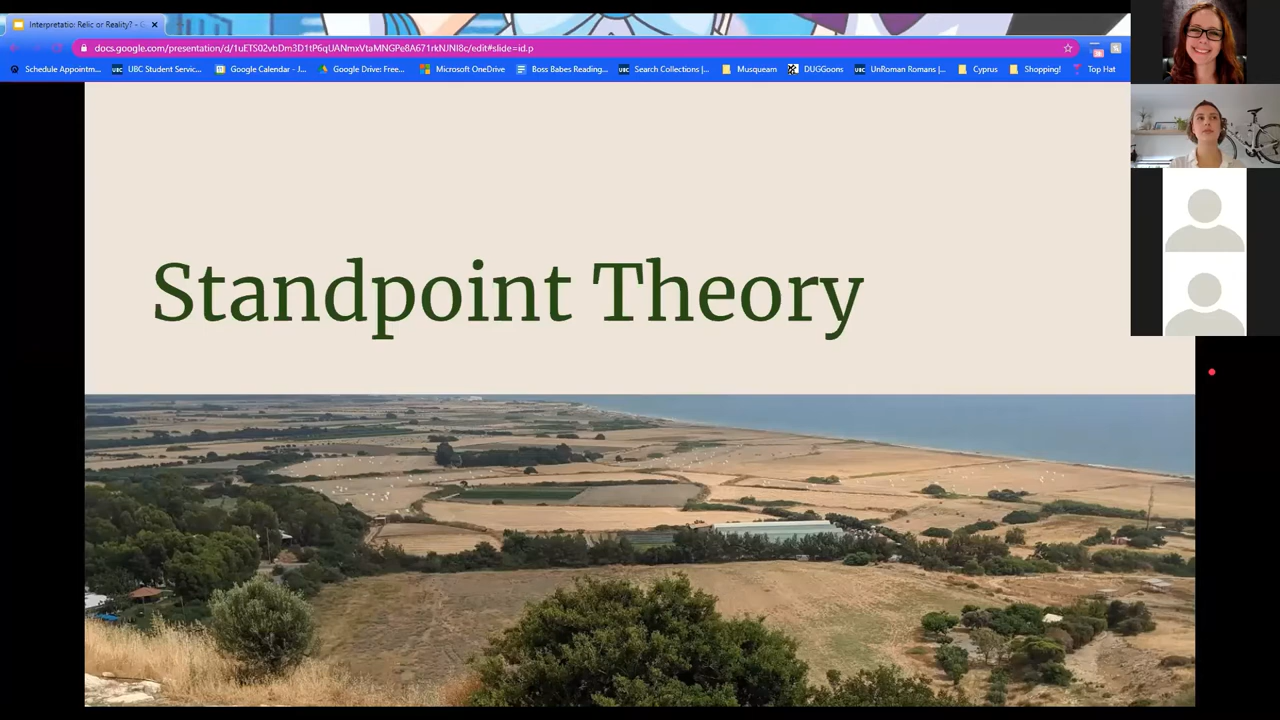 Interpretatio: Relic or Reality? - G
docs.google.com/presentation/d/1uETS02vbDm3D1tP6qUANmxVtaMNGPe8A671rkNJNI8c/edit#slide=id.p
Schedule Appointm... UBC Student Servic... Google Calendar - J... Google Drive: Free... Microsoft OneDrive Boss Babes Reading... Search Collections |... Musqueam DUGGoons UnRoman Romans |... Cyprus Shopping! Top Hat
Standpoint Theory